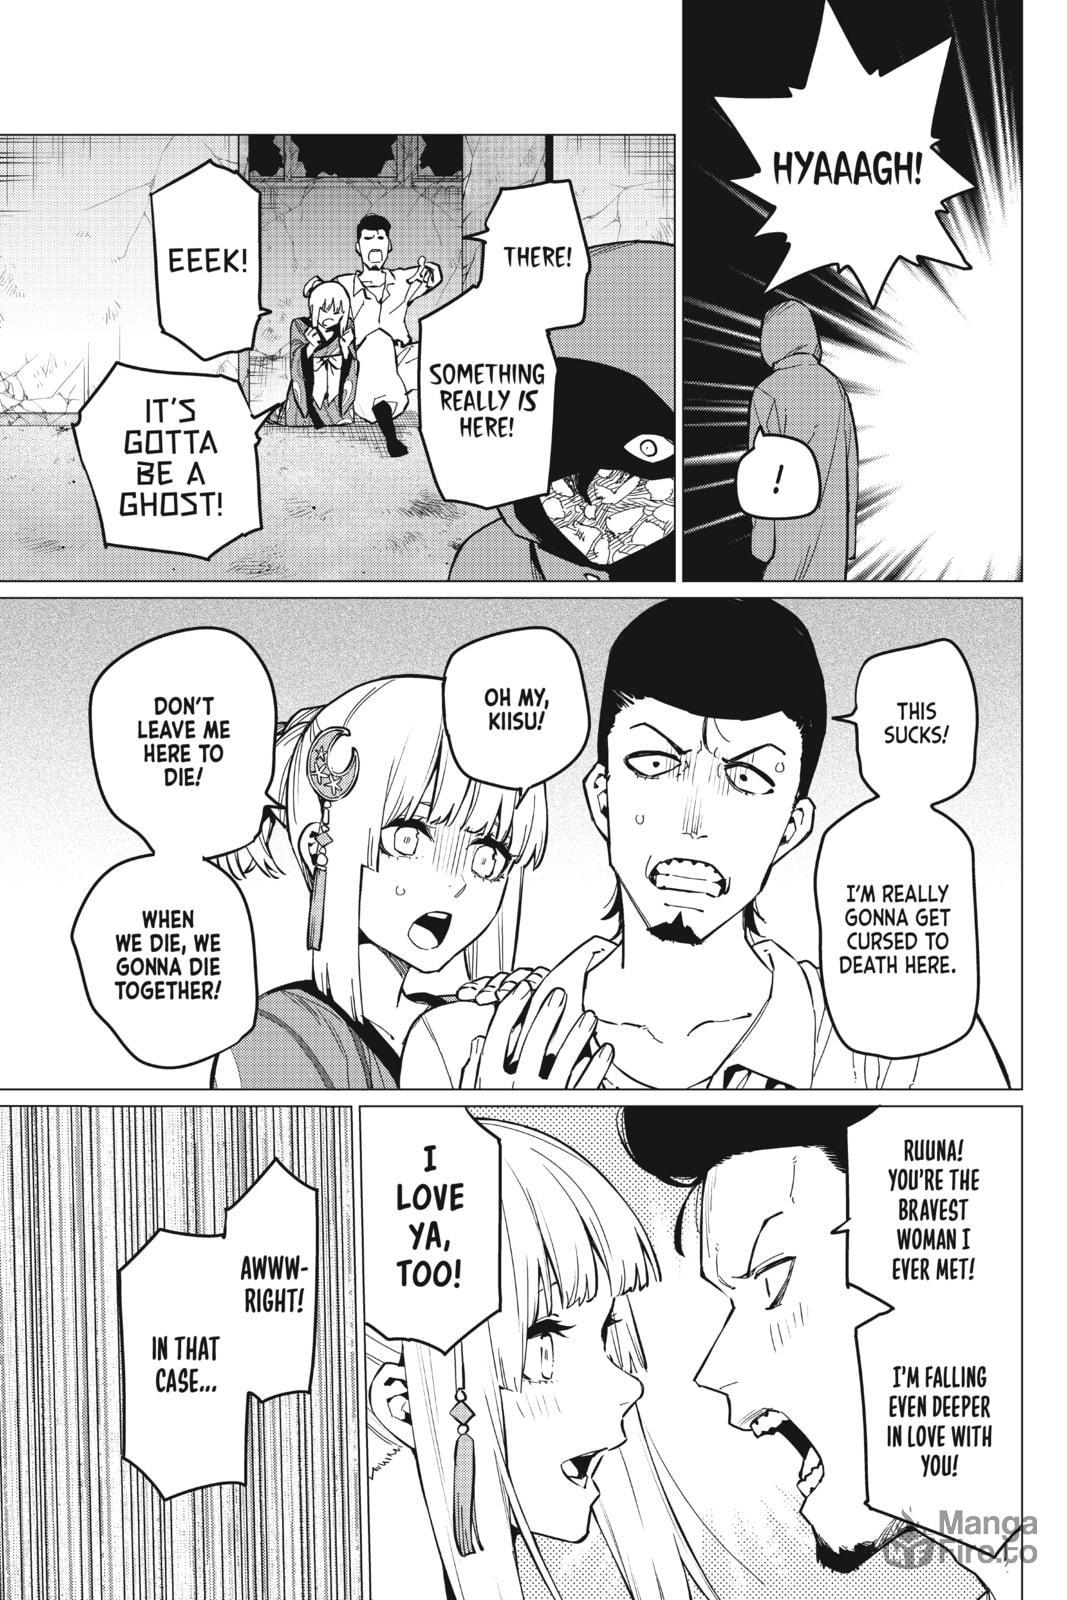 HYAAAGH!
!
THERE!
SOMETHING
REALLY IS
HERE!
EEEK!
IT'S
GOTTA
BE A
GHOST!
THIS
SUCKS!
I'M REALLY
GONNA GET
CURSED TO
DEATH HERE.
OH MY,
KIISU!
DON'T
LEAVE ME
HERE TO
DIE!
WHEN
WE DIE, WE
GONNA DIE
TOGETHER!
RUUNA!
YOU'RE THE
BRAVEST
WOMAN I
EVER MET!
I'M FALLING
EVEN DEEPER
IN LOVE WITH
YOU!
I
LOVE
YA,
TOO!
AWWW-
RIGHT!
IN THAT
CASE...
Manga
Fire.to